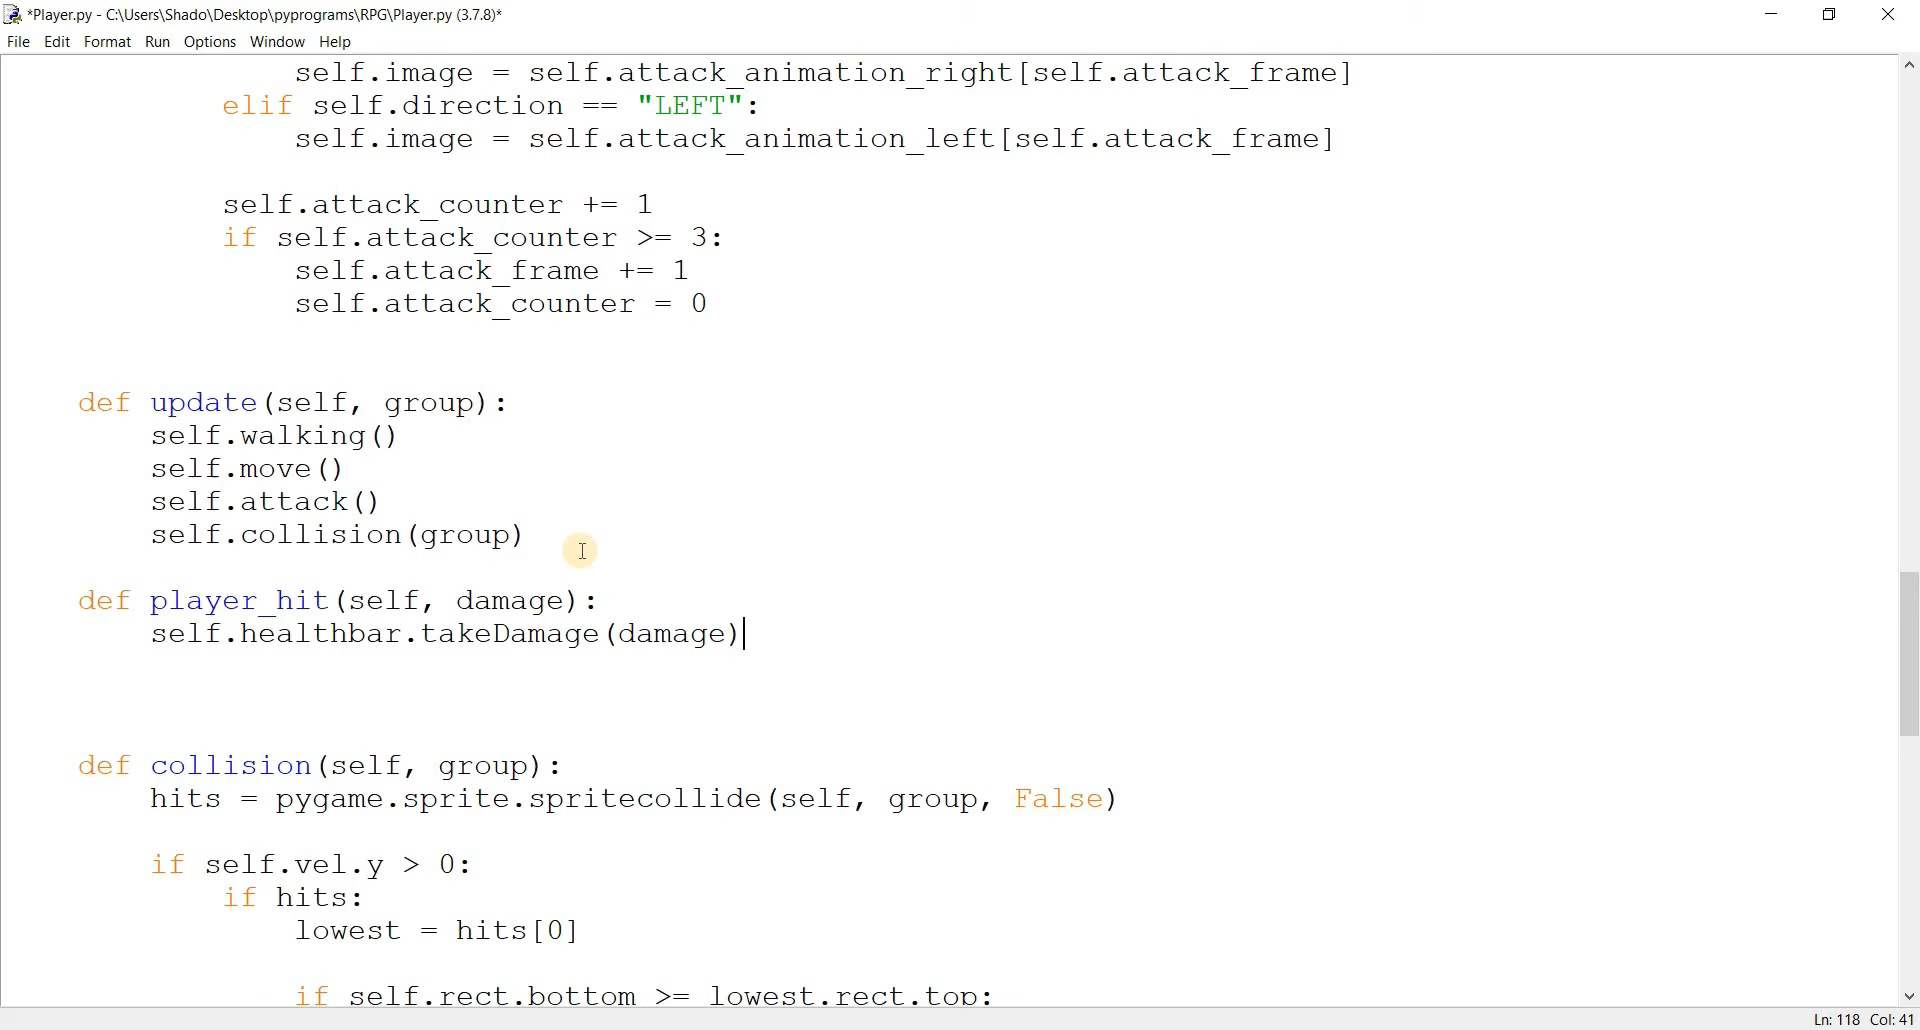 *Player.py - C:\Users\Shado\Desktop\pyprograms\RPG\Player.py (3.7.8)*
File Edit Format Run Options Window Help
self.image = self.attack_animation_right[self.attack_frame]
elif self.direction == "LEFT":
self.image = self.attack_animation_left[self.attack_frame]
self.attack_counter += 1
if self.attack_counter >= 3:
self.attack_frame += 1
self.attack_counter = 0
def update(self, group):
self.walking()
self.move()
self.attack()
self.collision(group)
def player_hit(self, damage):
self.healthbar.takeDamage(damage)
def collision(self, group):
hits = pygame.sprite.spritecollide(self, group, False)
if self.vel.y > 0:
if hits:
lowest = hits[0]
if self.rect.bottom >= lowest.rect.top:
Ln: 118 Col: 41